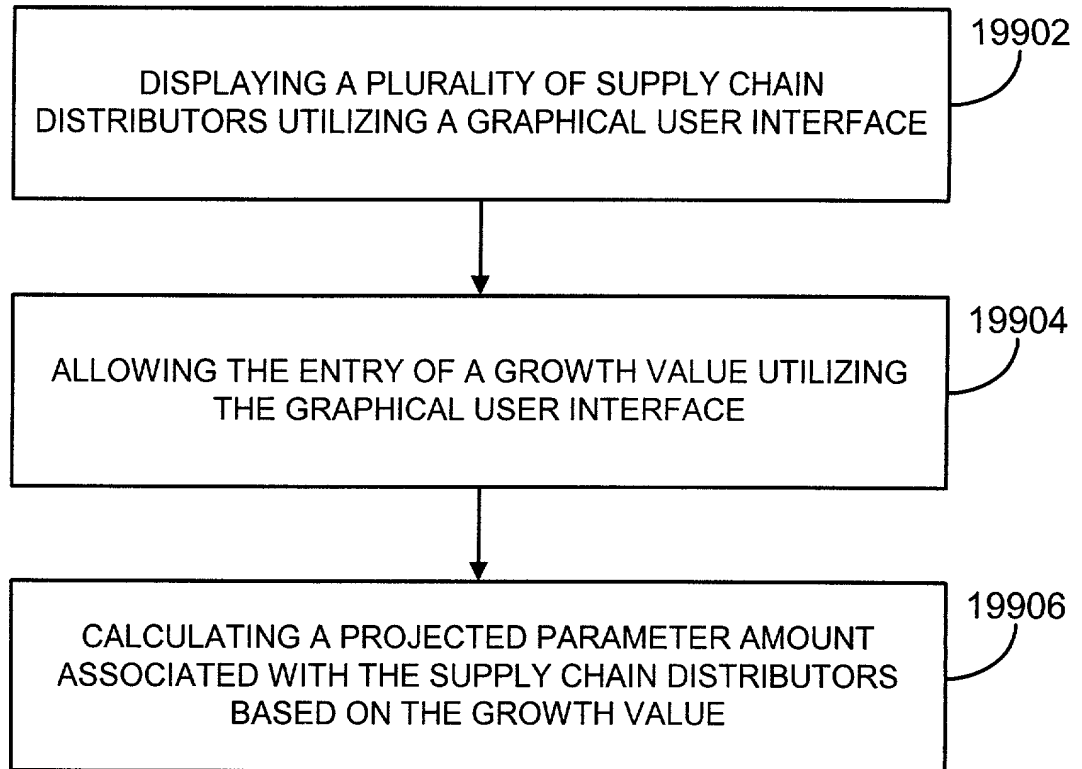 19902
DISPLAYING A PLURALITY OF SUPPLY CHAIN
DISTRIBUTORS UTILIZING A GRAPHICAL USER INTERFACE
19904
ALLOWING THE ENTRY OF A GROWTH VALUE UTILIZING
THE GRAPHICAL USER INTERFACE
19906
CALCULATING A PROJECTED PARAMETER AMOUNT
ASSOCIATED WITH THE SUPPLY CHAIN DISTRIBUTORS
BASED ON THE GROWTH VALUE